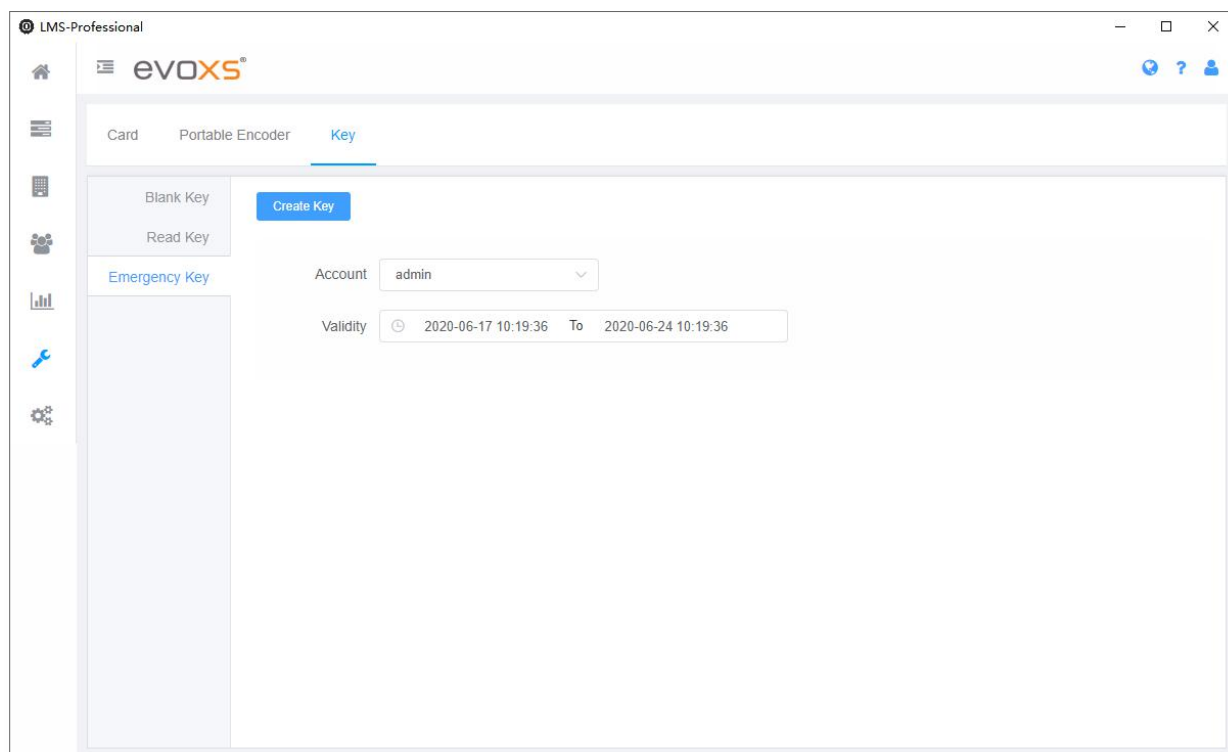 LMS-Professional
evoxs®
?
Card Portable Encoder Key
Blank Key
Create Key
Read Key
Emergency Key
Account admin
Validity 2020-06-17 10:19:36 To 2020-06-24 10:19:36